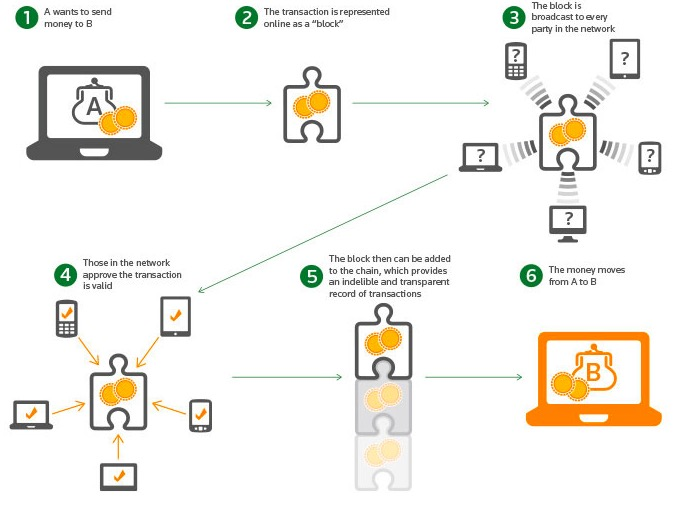 1
A wants to send
money to B
A
2
The transaction is represented
online as a “block”
3
The block is
broadcast to every
party in the network
?
?
?
?
?
4
Those in the network
approve the transaction
is valid
5
The block then can be added
to the chain, which provides
an indelible and transparent
record of transactions
6
The money moves
from A to B
B